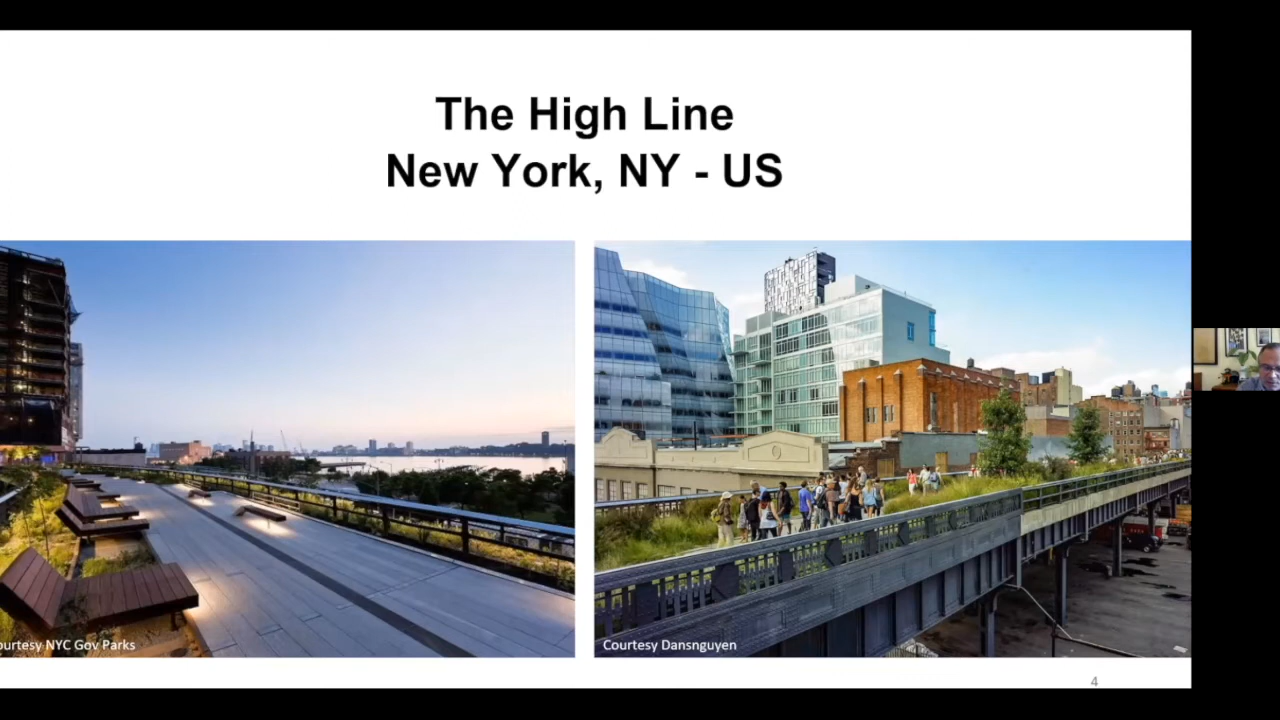 The High Line
New York, NY - US
ourtesy NYC Gov Parks
Courtesy Dansnguyen
4